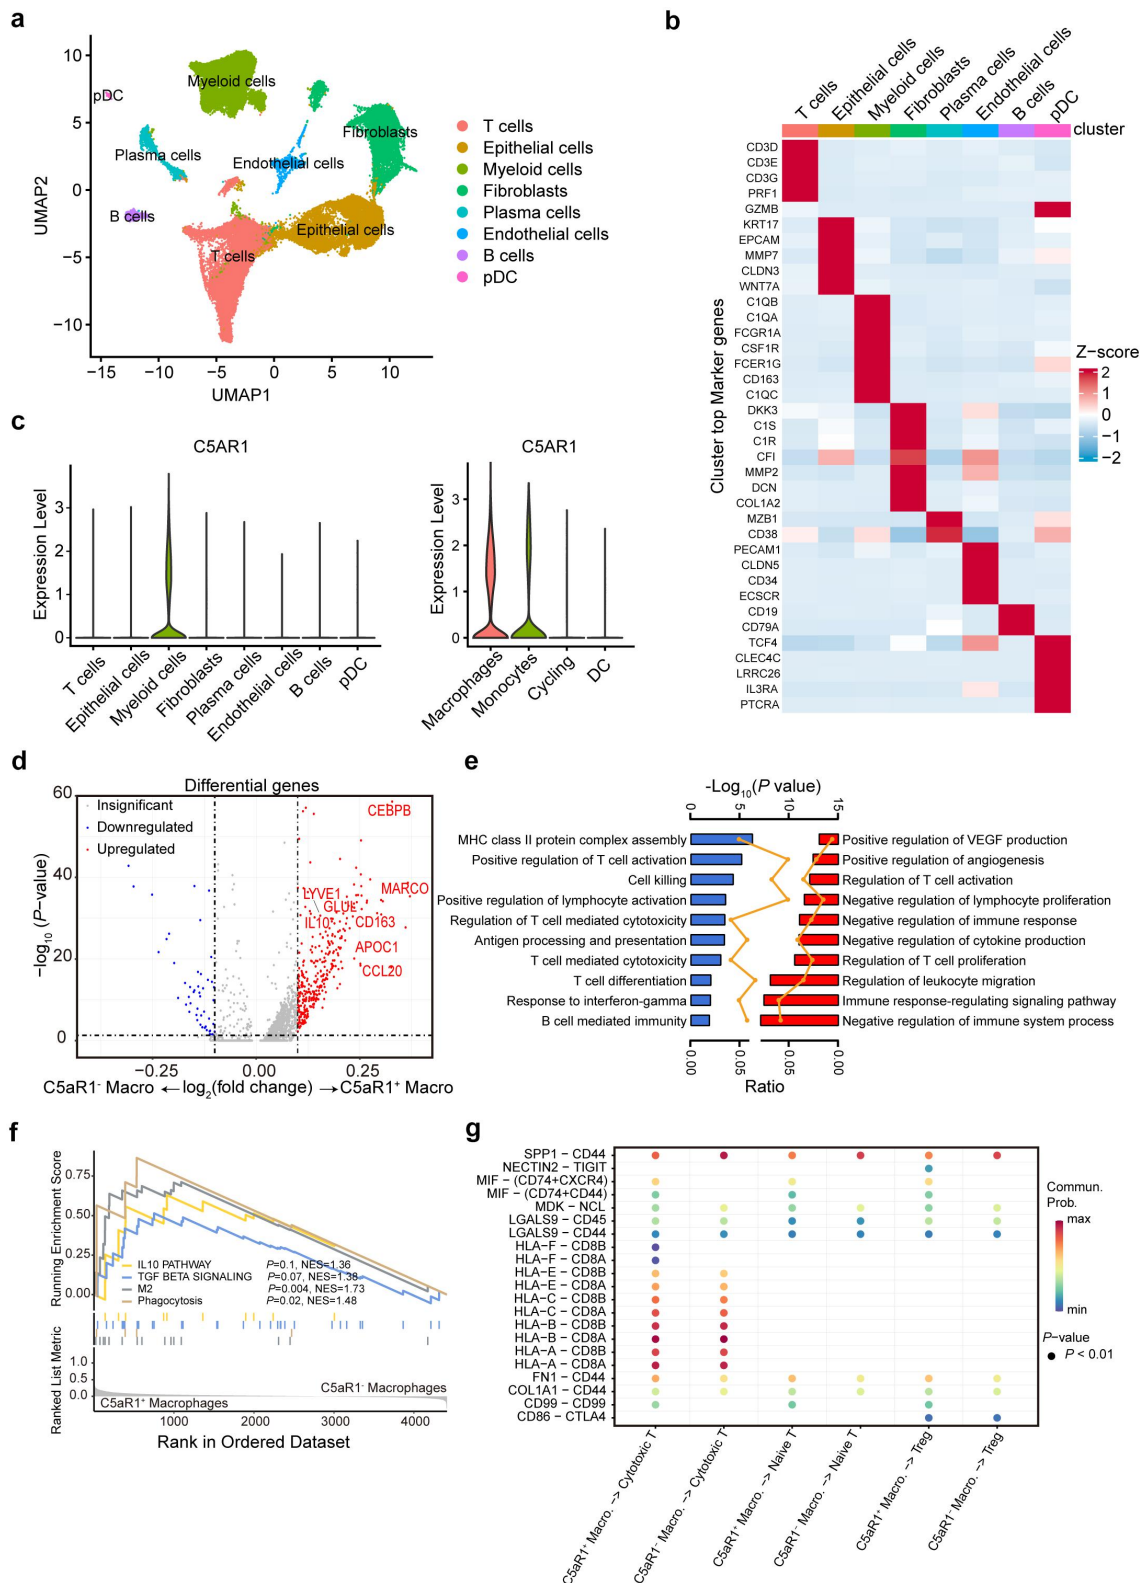 a
10
5
0
−5
−10
UMAP2
−15
−10
−5
0
5
10
UMAP1
Myeloid cells
pDC
Fibroblasts
Plasma cells
Endothelial cells
B cells
Epithelial cells
T cells
T cells
Epithelial cells
Myeloid cells
Fibroblasts
Plasma cells
Endothelial cells
B cells
pDC
b
T cells
Epithelial cells
Myeloid cells
Fibroblasts
Plasma cells
Endothelial cells
B cells
pDC
cluster
Cluster top Marker genes
CD3D
CD3E
CD3G
PRF1
GZMB
KRT17
EPCAM
MMP7
CLDN3
WNT7A
C1QB
C1QA
FCGR1A
CSF1R
FCER1G
CD163
C1QC
DKK3
C1S
C1R
CFI
MMP2
DCN
COL1A2
MZB1
CD38
PECAM1
CLDN5
CD34
ECSCR
CD19
CD79A
TCF4
CLEC4C
LRRC26
IL3RA
PTCRA
Z−score
2
1
0
−1
−2
c
C5AR1
Expression Level
3
2
1
0
T cells
Epithelial cells
Myeloid cells
Fibroblasts
Plasma cells
Endothelial cells
B cells
pDC
C5AR1
Expression Level
3
2
1
0
Macrophages
Monocytes
Cycling
DC
d
Differential genes
60
40
20
0
−log10 (P−value)
Insignificant
Downregulated
Upregulated
CEBPB
MARCO
LYVE1
GLUL
IL10
CD163
APOC1
CCL20
−0.25
0.00
0.25
C5aR1- Macro ← log2(fold change) → C5aR1+ Macro
e
-Log10(P value)
0
5
10
15
MHC class II protein complex assembly
Positive regulation of T cell activation
Cell killing
Positive regulation of lymphocyte activation
Regulation of T cell mediated cytotoxicity
Antigen processing and presentation
T cell mediated cytotoxicity
T cell differentiation
Response to interferon-gamma
B cell mediated immunity
Positive regulation of VEGF production
Positive regulation of angiogenesis
Regulation of T cell activation
Negative regulation of lymphocyte proliferation
Negative regulation of immune response
Negative regulation of cytokine production
Regulation of T cell proliferation
Regulation of leukocyte migration
Immune response-regulating signaling pathway
Negative regulation of immune system process
0.00
0.05
0.05
0.00
Ratio
f
Running Enrichment Score
0.75
0.50
0.25
0.00
IL10 PATHWAY P=0.1, NES=1.36
TGF BETA SIGNALING P=0.07, NES=1.38
M2 P=0.004, NES=1.73
Phagocytosis P=0.02, NES=1.48
Ranked List Metric
1.0
0.5
0.0
C5aR1- Macrophages
C5aR1+ Macrophages
1000
2000
3000
4000
Rank in Ordered Dataset
g
SPP1 − CD44
NECTIN2 − TIGIT
MIF − (CD74+CXCR4)
MIF − (CD74+CD44)
MDK − NCL
LGALS9 − CD45
LGALS9 − CD44
HLA−F − CD8B
HLA−F − CD8A
HLA−E − CD8B
HLA−E − CD8A
HLA−C − CD8B
HLA−C − CD8A
HLA−B − CD8B
HLA−B − CD8A
HLA−A − CD8B
HLA−A − CD8A
FN1 − CD44
COL1A1 − CD44
CD99 − CD99
CD86 − CTLA4
C5aR1+ Macro. −> Cytotoxic T
C5aR1- Macro. −> Cytotoxic T
C5aR1+ Macro. −> Naive T
C5aR1- Macro. −> Naive T
C5aR1+ Macro. −> Treg
C5aR1- Macro. −> Treg
Commun.
Prob.
max
min
P−value
P < 0.01